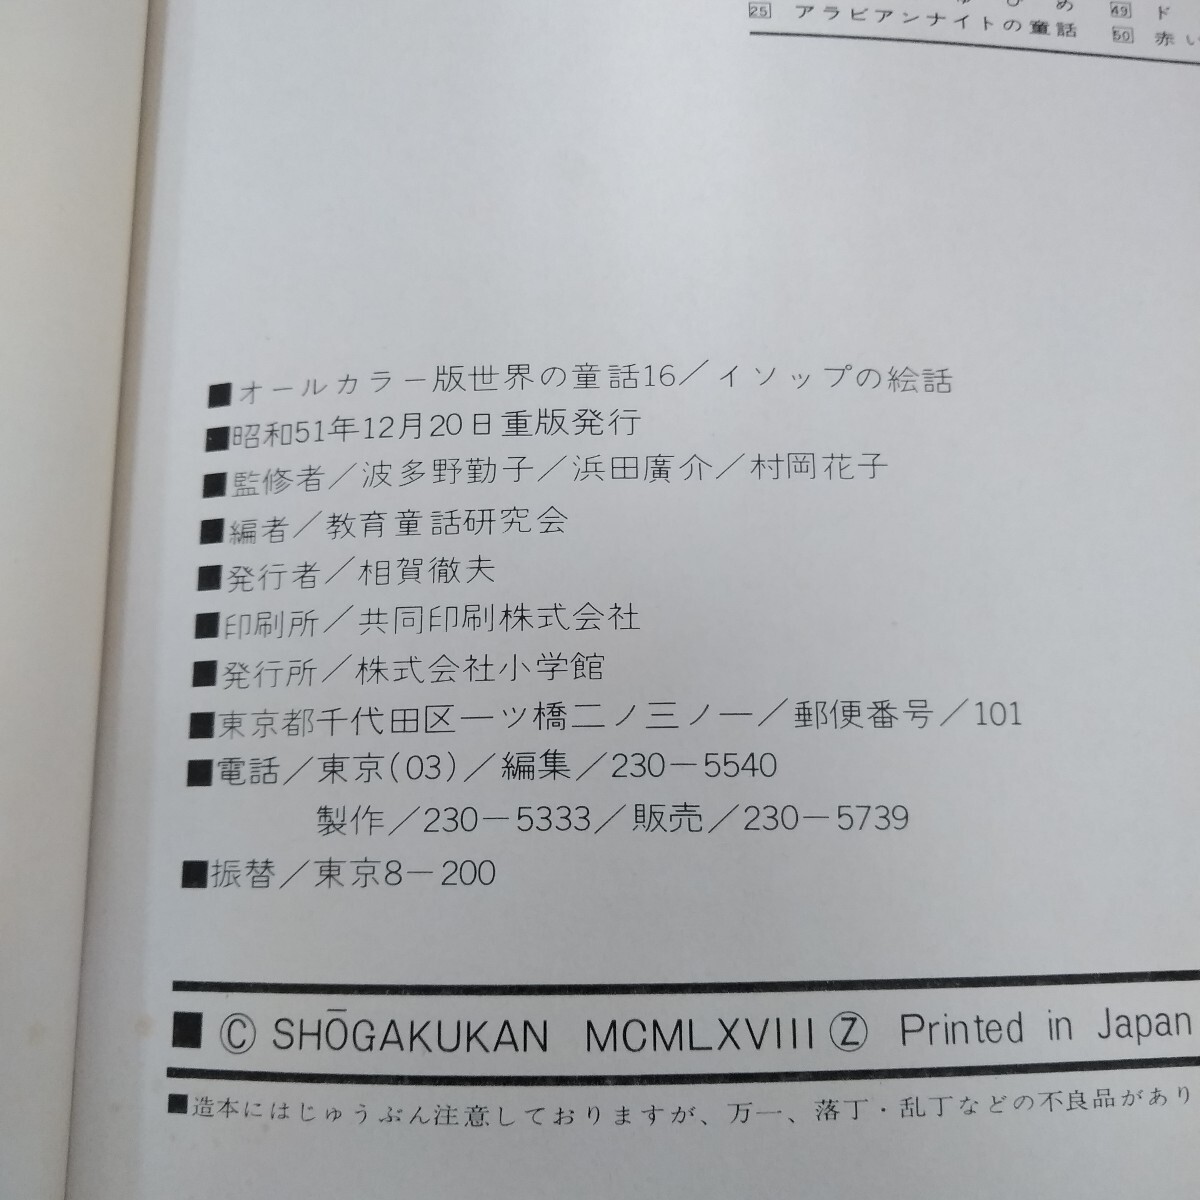 25 アラビアンナイトの童話 50 赤い
■オールカラー版世界の童話16／イソップの絵話
■昭和51年12月20日重版発行
■監修者／波多野勤子／浜田廣介／村岡花子
■編者／教育童話研究会
■発行者／相賀徹夫
■印刷所／共同印刷株式会社
■発行所／株式会社小学館
■東京都千代田区一ツ橋二ノ三ノ一／郵便番号／101
■電話／東京(03)／編集／230－5540
製作／230－5333／販売／230－5739
■振替／東京8－200
■ Ⓒ SHŌGAKUKAN MCMLXVIII Ⓩ Printed in Japan
■造本にはじゅうぶん注意しておりますが、万一、落丁・乱丁などの不良品があり